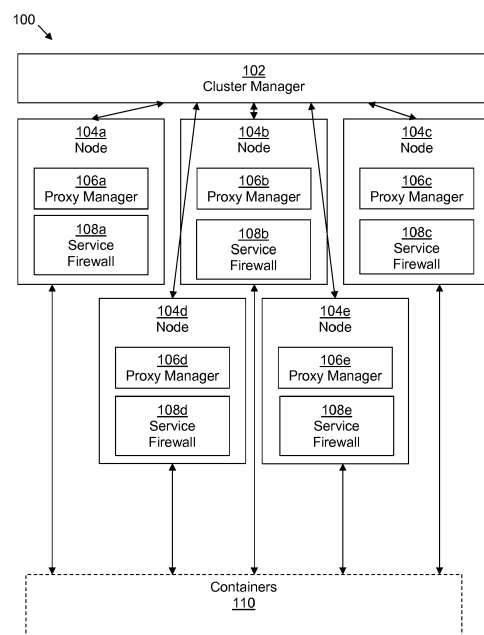 100
102
Cluster Manager
104a
Node
106a
Proxy Manager
108a
Service
Firewall
104b
Node
106b
Proxy Manager
108b
Service
Firewall
104c
Node
106c
Proxy Manager
108c
Service
Firewall
104d
Node
106d
Proxy Manager
108d
Service
Firewall
104e
Node
106e
Proxy Manager
108e
Service
Firewall
Containers
110